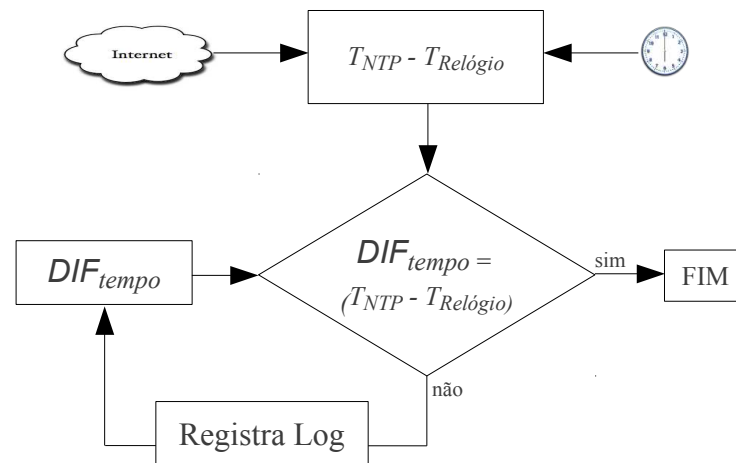 Internet
T_NTP - T_Relógio
DIF_tempo
DIF_tempo =
(T_NTP - T_Relógio)
sim
FIM
não
Registra Log